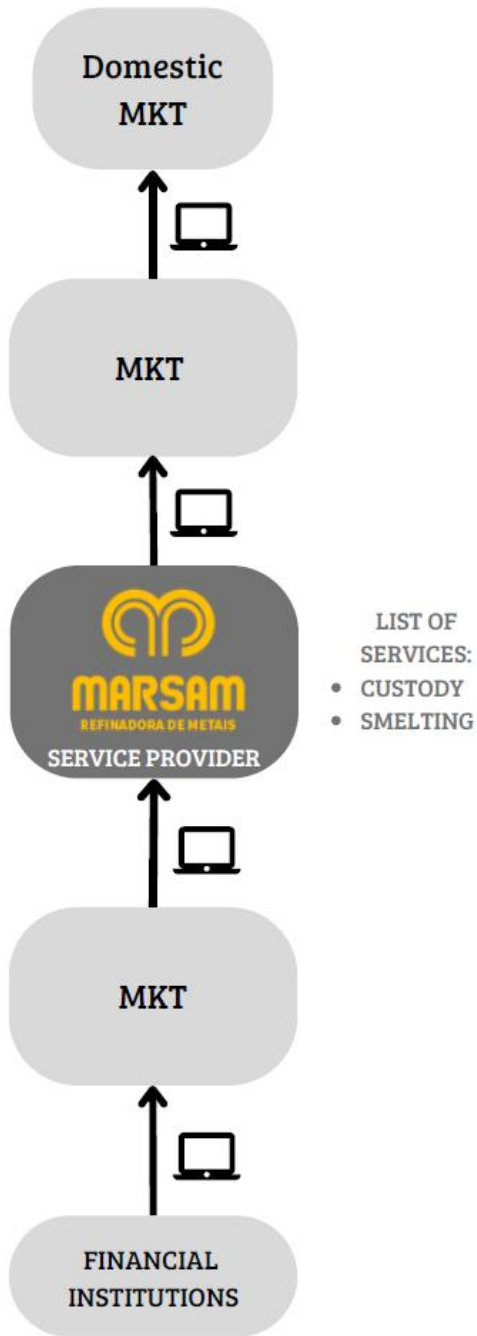 Domestic
MKT
MKT
MARSAM
REFINADORA DE METAIS
SERVICE PROVIDER
LIST OF
SERVICES:
• CUSTODY
• SMELTING
MKT
FINANCIAL
INSTITUTIONS